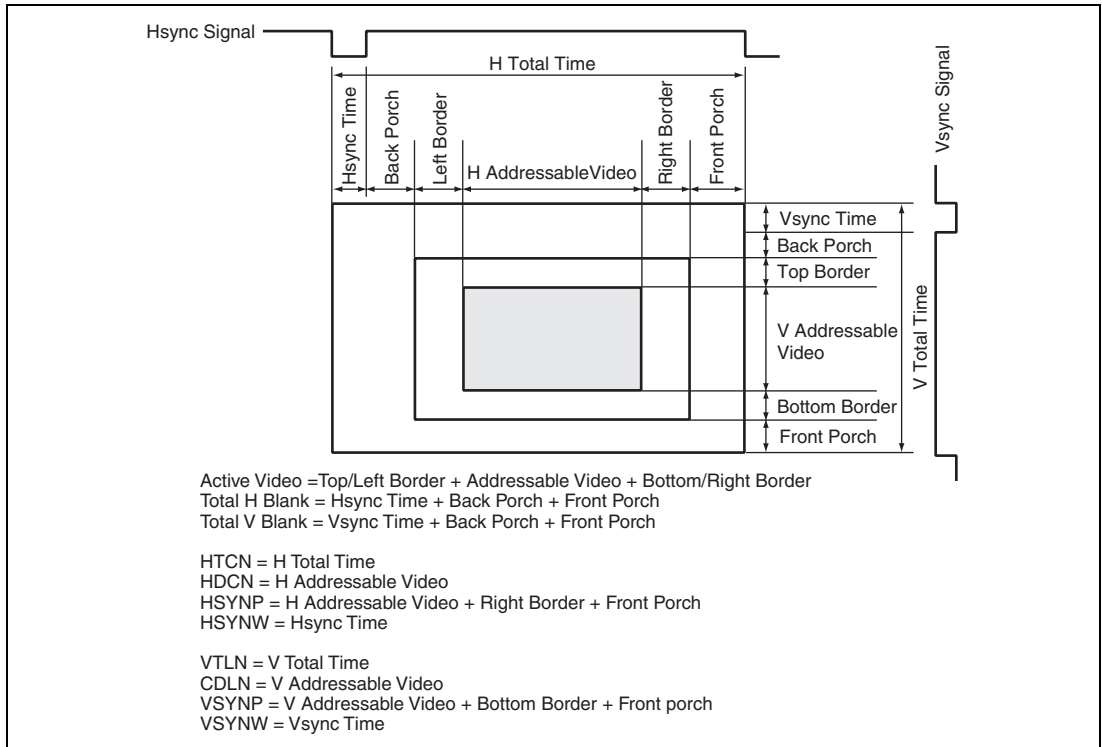 Hsync Signal
H Total Time
Hsync Time
Back Porch
Left Border
H AddressableVideo
Right Border
Front Porch
Vsync Signal
Vsync Time
Back Porch
Top Border
V Addressable
Video
Bottom Border
Front Porch
V Total Time
Active Video =Top/Left Border + Addressable Video + Bottom/Right Border
Total H Blank = Hsync Time + Back Porch + Front Porch
Total V Blank = Vsync Time + Back Porch + Front Porch
HTCN = H Total Time
HDCN = H Addressable Video
HSYNP = H Addressable Video + Right Border + Front Porch
HSYNW = Hsync Time
VTLN = V Total Time
CDLN = V Addressable Video
VSYNP = V Addressable Video + Bottom Border + Front porch
VSYNW = Vsync Time